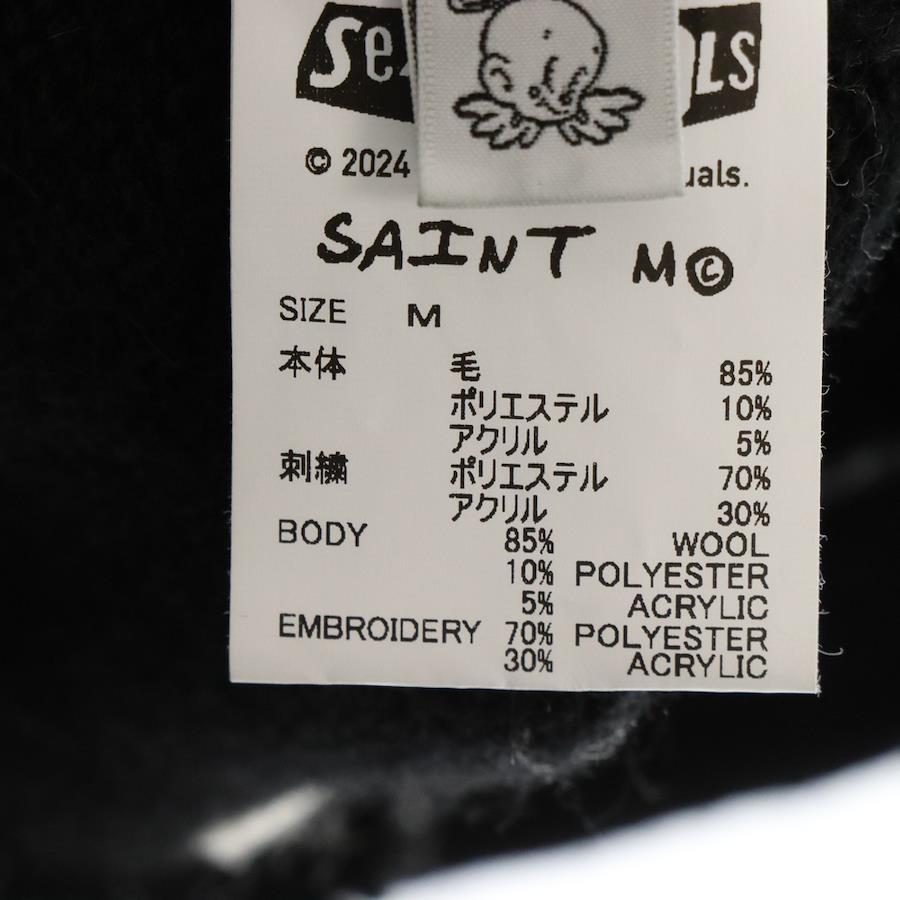 © 2024
SAINT M©
SIZE M
本体 毛 85%
ポリエステル 10%
アクリル 5%
刺繍 ポリエステル 70%
アクリル 30%
BODY 85% WOOL
10% POLYESTER
5% ACRYLIC
EMBROIDERY 70% POLYESTER
30% ACRYLIC